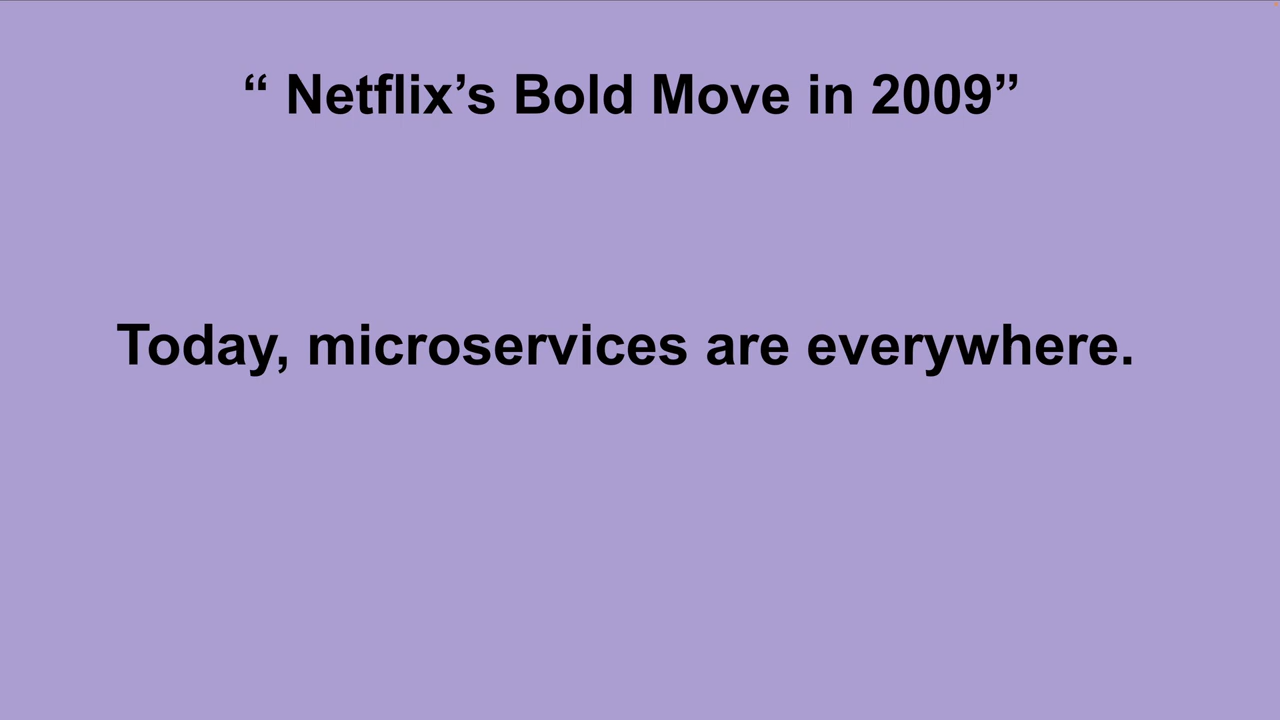 “ Netflix’s Bold Move in 2009”
Today, microservices are everywhere.